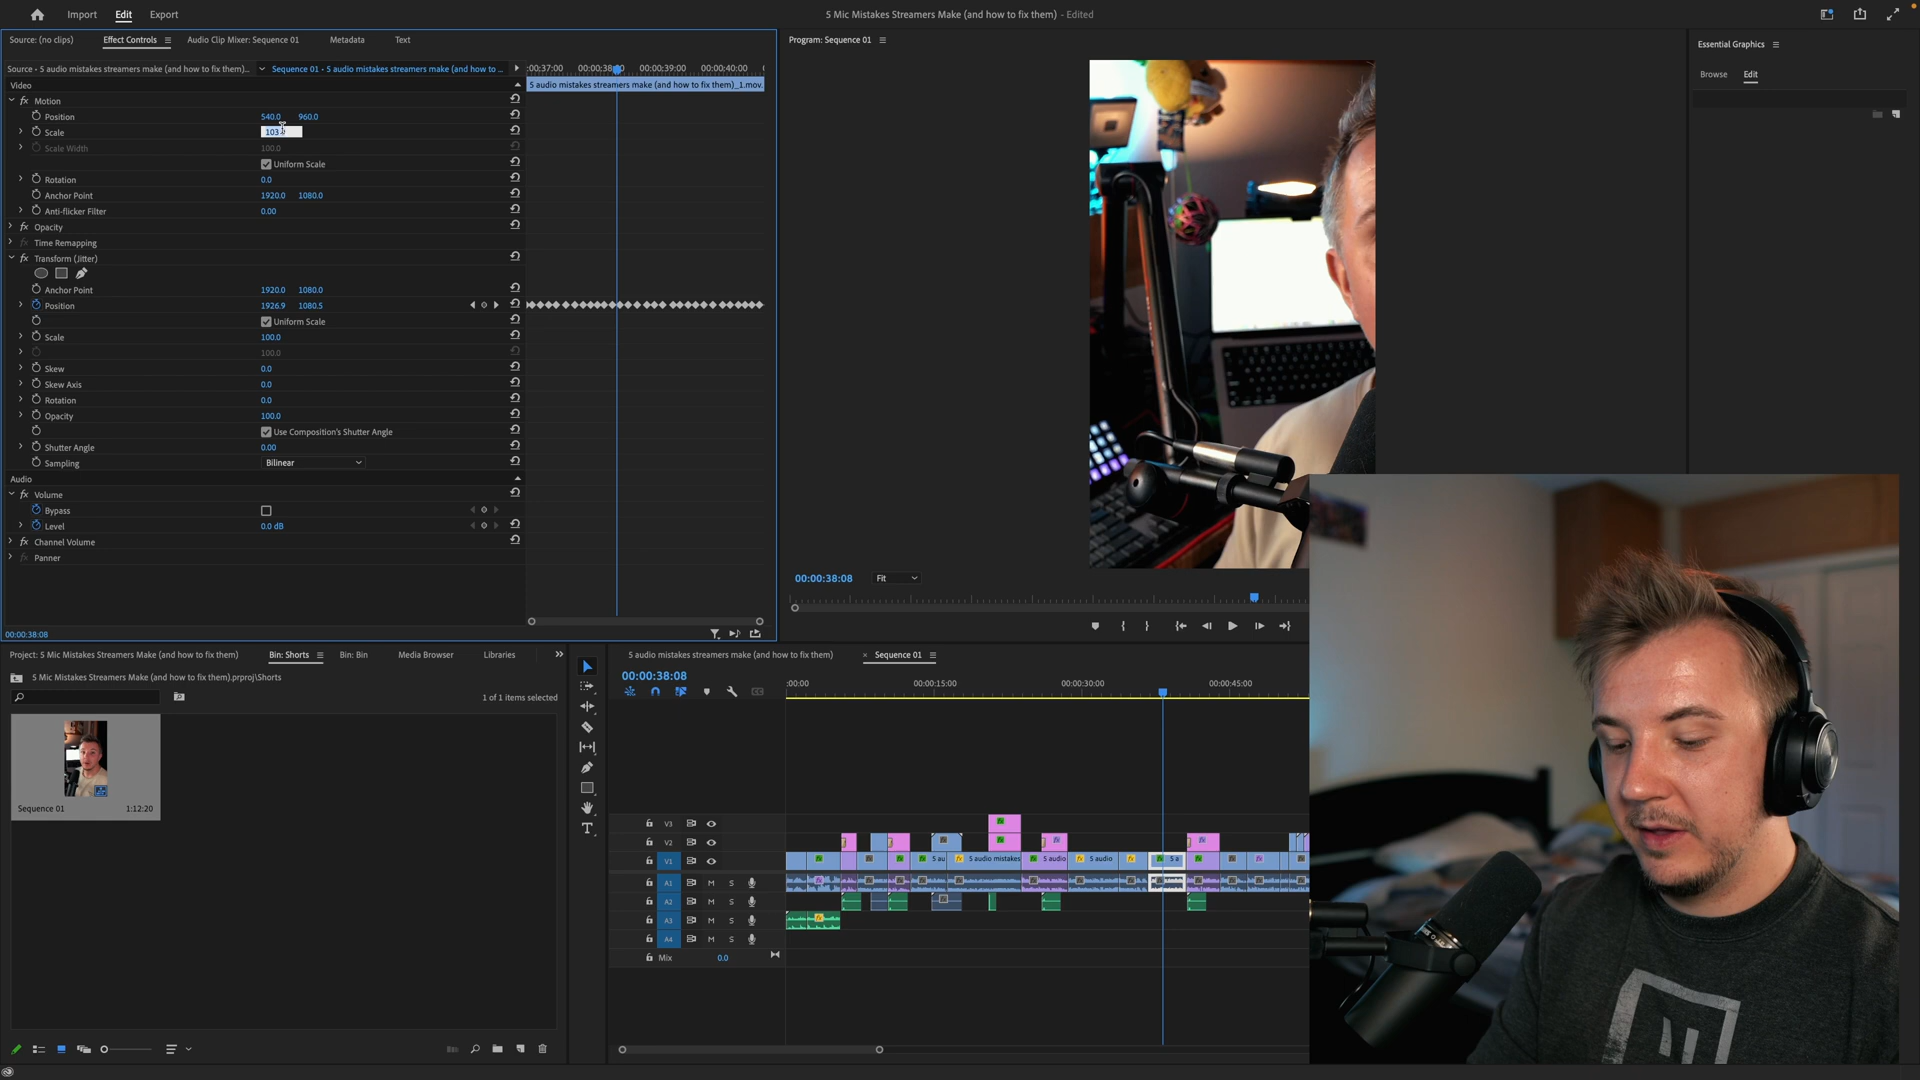 Import Edit Export
5 Mic Mistakes Streamers Make (and how to fix them) - Edited
Source: (no clips) Effect Controls Audio Clip Mixer: Sequence 01 Metadata Text
Program: Sequence 01
Essential Graphics
Browse Edit
Source • 5 audio mistakes streamers make (and how to fix them)... Sequence 01 • 5 audio mistakes streamers make (and how to ...
:00:37:00 00:00:38:00 00:00:39:00 00:00:40:00
Video
5 audio mistakes streamers make (and how to fix them)_1.mov
fx Motion
Position 540.0 960.0
Scale 103
Scale Width 100.0
Uniform Scale
Rotation 0.0
Anchor Point 1920.0 1080.0
Anti-flicker Filter 0.00
fx Opacity
fx Time Remapping
fx Transform (Jitter)
Anchor Point 1920.0 1080.0
Position 1926.9 1080.5
Uniform Scale
Scale 100.0
100.0
Skew 0.0
Skew Axis 0.0
Rotation 0.0
Opacity 100.0
Use Composition's Shutter Angle
Shutter Angle 0.00
Sampling Bilinear
Audio
fx Volume
Bypass
Level 0.0 dB
fx Channel Volume
fx Panner
00:00:38:08
00:00:38:08 Fit
Project: 5 Mic Mistakes Streamers Make (and how to fix them) Bin: Shorts Bin: Bin Media Browser Libraries
5 Mic Mistakes Streamers Make (and how to fix them).prproj\Shorts
1 of 1 items selected
Sequence 01 1:12:20
5 audio mistakes streamers make (and how to fix them) × Sequence 01
00:00:38:08
:00:00 00:00:15:00 00:00:30:00 00:00:45:00
V3
V2
V1 5 au 5 audio mistakes 5 audio 5 audio 5 a
A1 M S
A2 M S
A3 M S
A4 M S
Mix 0.0